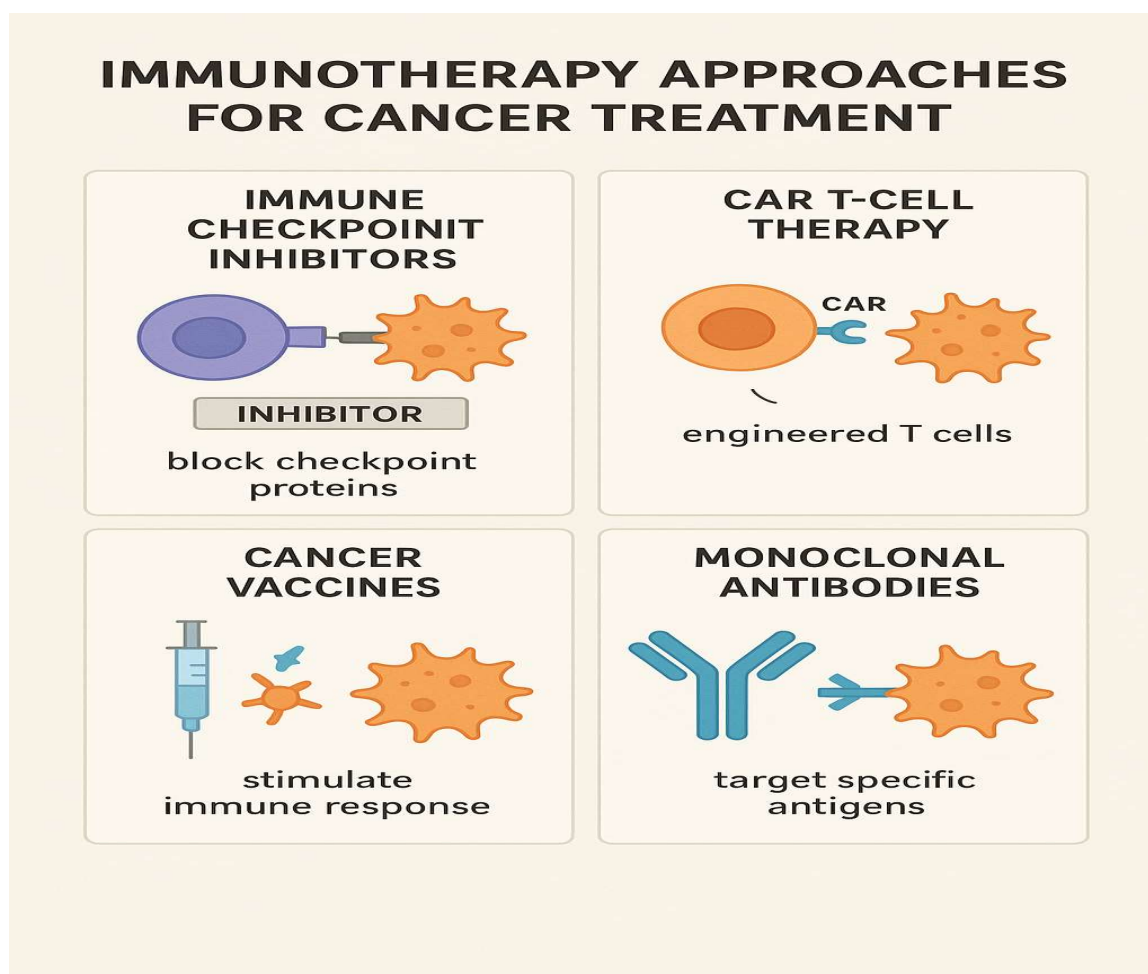 IMMUNOTHERAPY APPROACHES
FOR CANCER TREATMENT
IMMUNE
CHECKPOINIT
INHIBITORS
INHIBITOR
block checkpoint
proteins
CAR T-CELL
THERAPY
CAR
engineered T cells
CANCER
VACCINES
stimulate
immune response
MONOCLONAL
ANTIBODIES
target specific
antigens